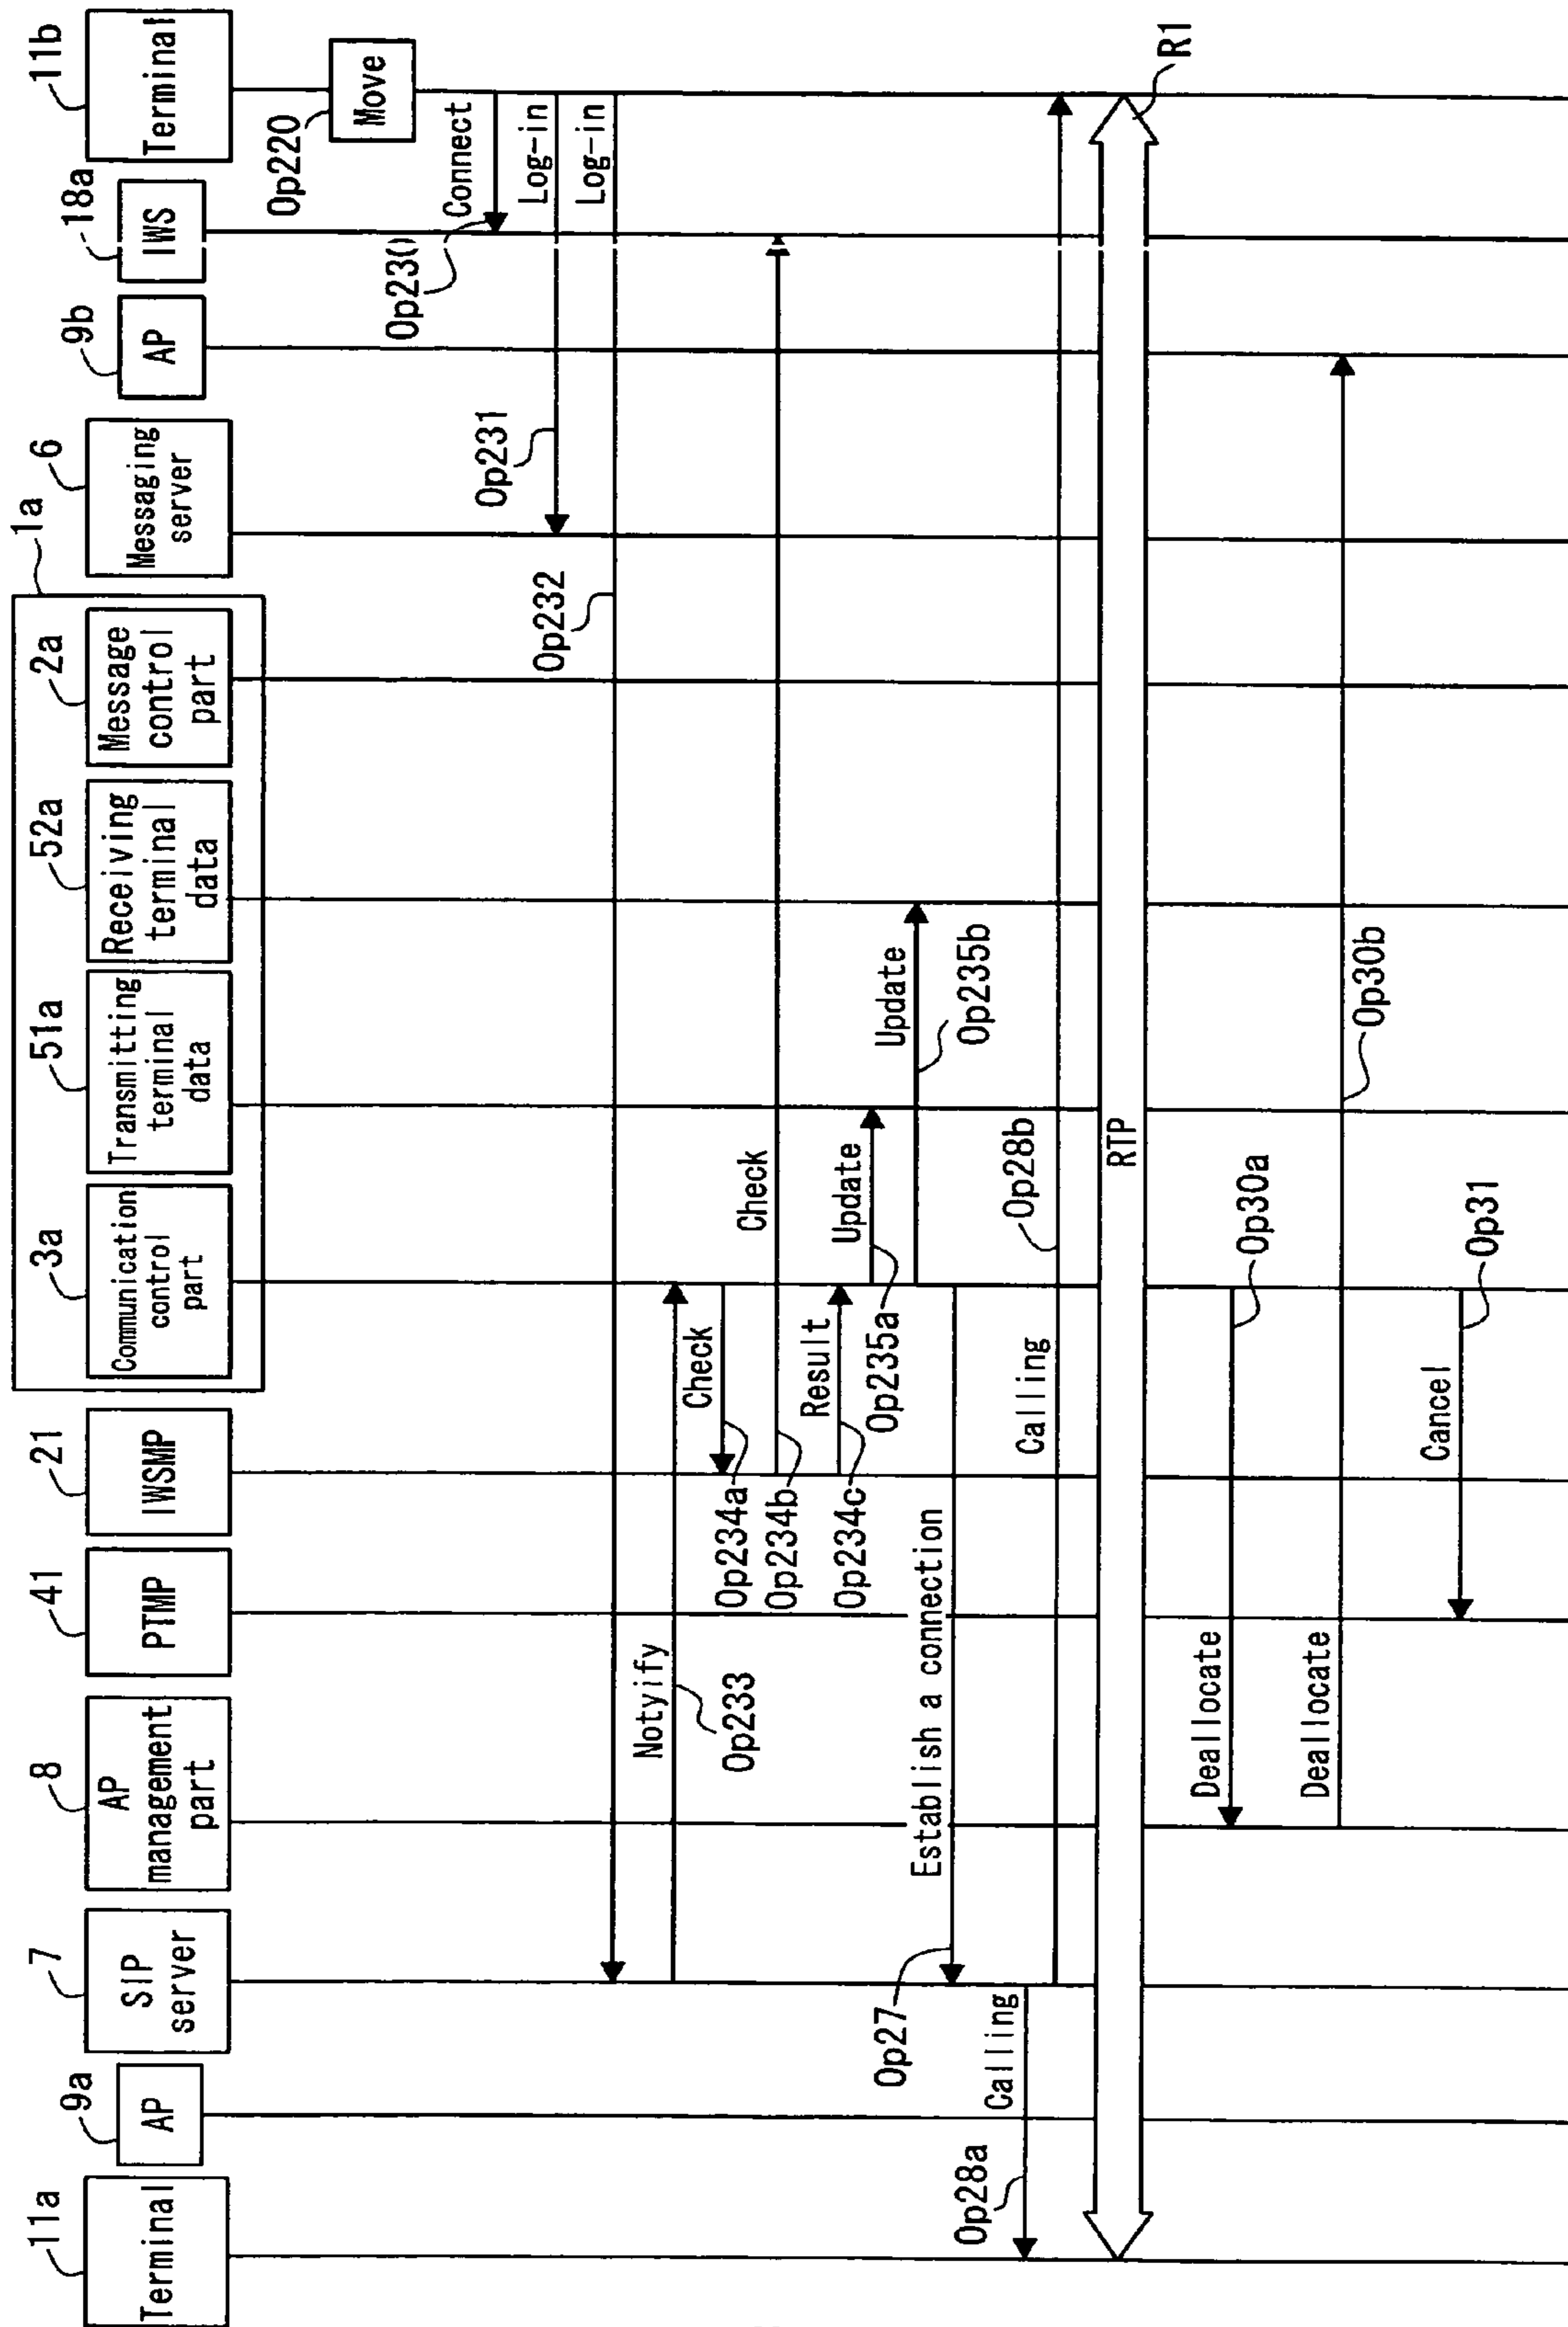 11a
Terminal
9a
AP
7
SIP
server
8
AP
management
part
41
PTMP
21
IWSMP
1a
3a
Communication
control
part
51a
Transmitting
terminal
data
52a
Receiving
terminal
data
2a
Message
control
part
6
Messaging
server
9b
AP
18a
IWS
11b
Terminal
Op220
Move
Connect
Op230
Log-in
Op231
Log-in
Op232
Notyify
Op233
Check
Op234a
Check
Op234b
Result
Op234c
Update
Op235a
Update
Op235b
Establish a connection
Op27
Calling
Op28a
Calling
Op28b
RTP
R1
Deallocate
Op30a
Deallocate
Op30b
Cancel
Op31